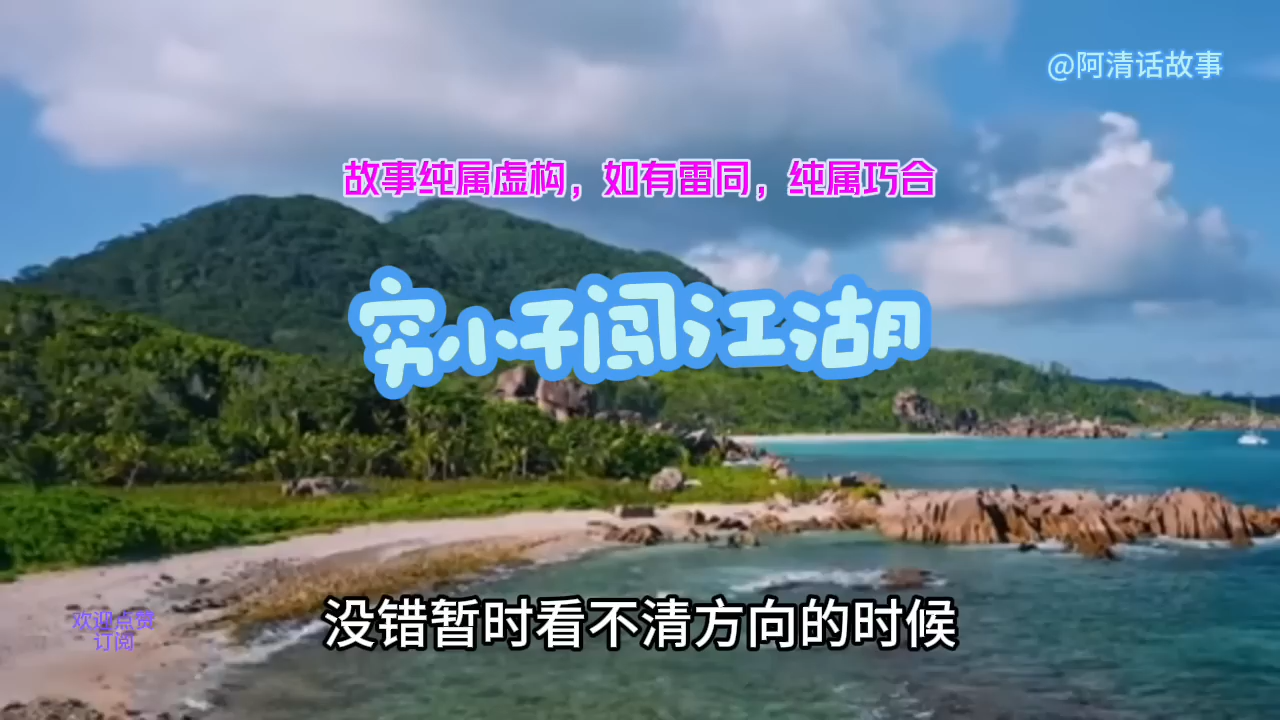 @阿清话故事
故事纯属虚构，如有雷同，纯属巧合
穷小子闯江湖
欢迎点赞
订阅
没错暂时看不清方向的时候